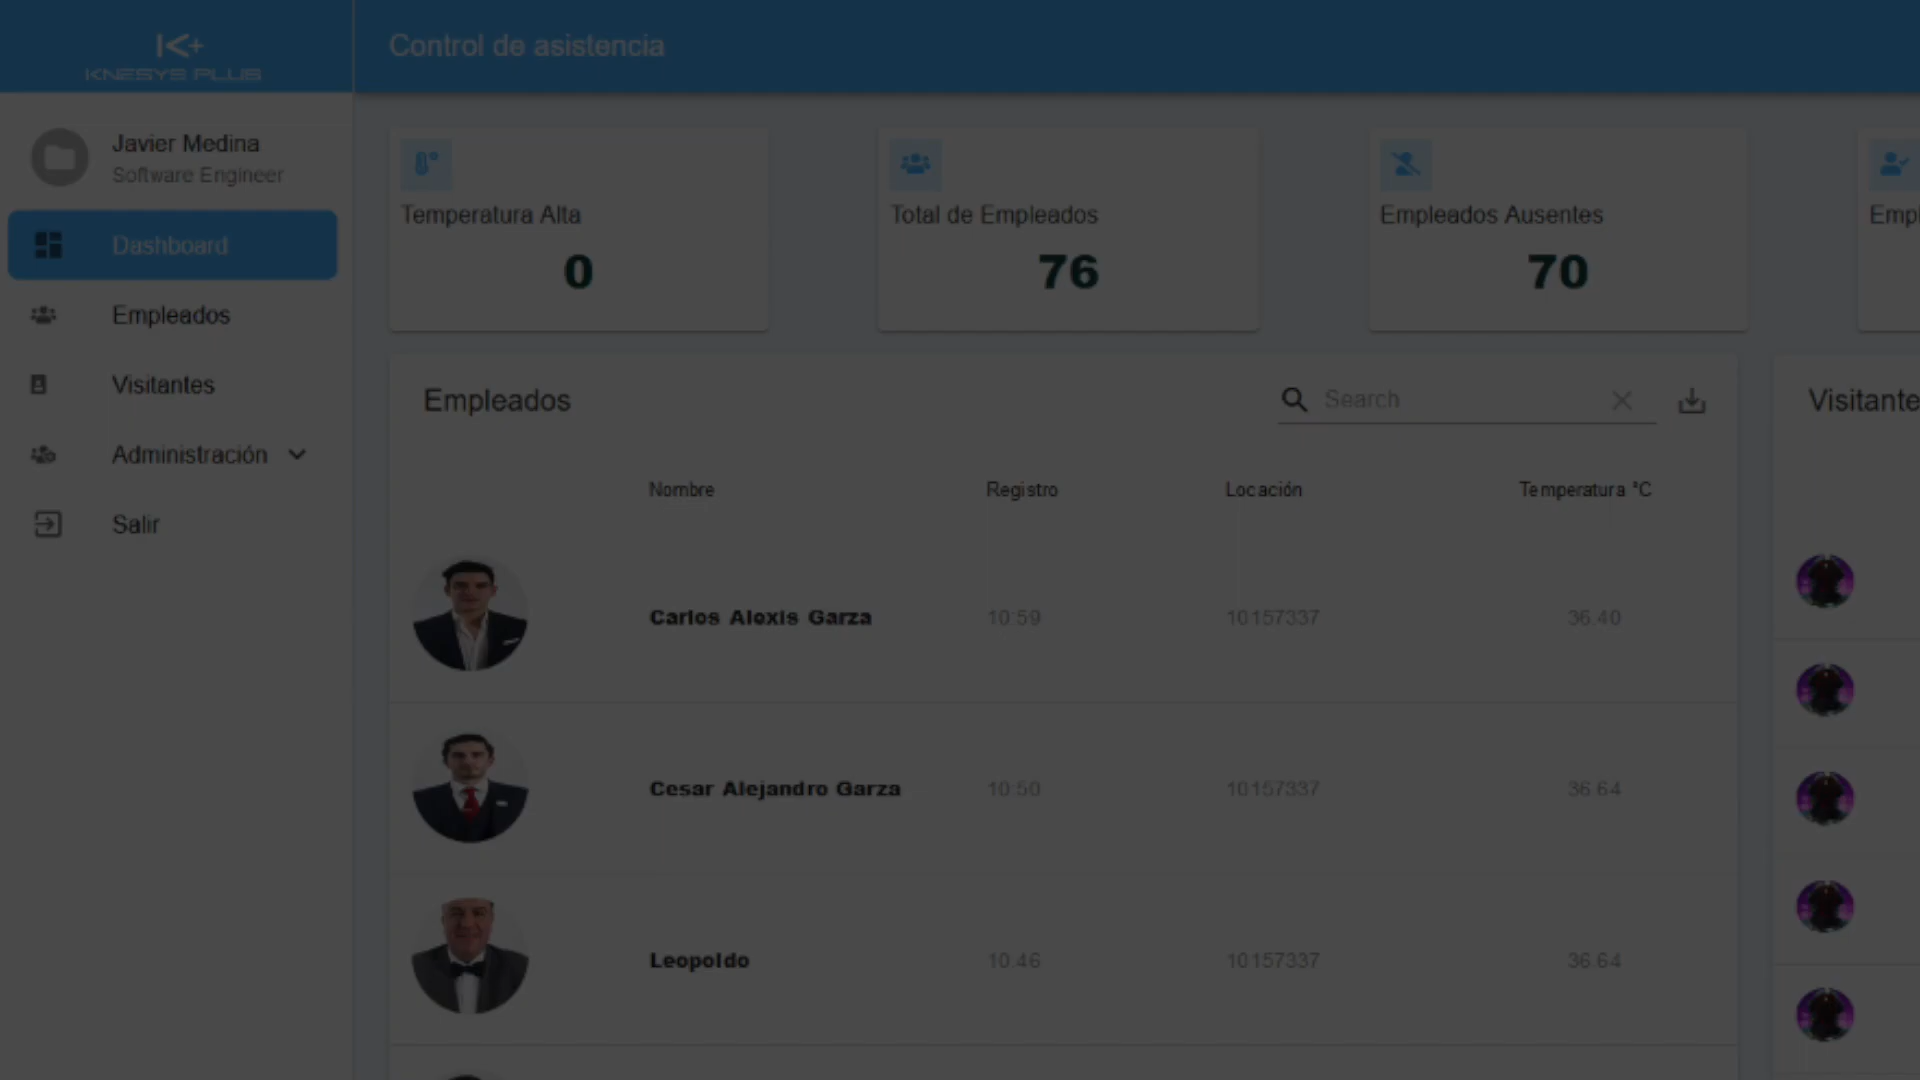 K+
KNESYS PLUS
Control de asistencia
Javier Medina
Software Engineer
Dashboard
Empleados
Visitantes
Administración
Salir
Temperatura Alta
0
Total de Empleados
76
Empleados Ausentes
70
Empl
Empleados
Search
Nombre
Registro
Locación
Temperatura °C
Carlos Alexis Garza
10:59
10157337
36.40
Cesar Alejandro Garza
10:50
10157337
36.64
Leopoldo
10:46
10157337
36.64
Visitante